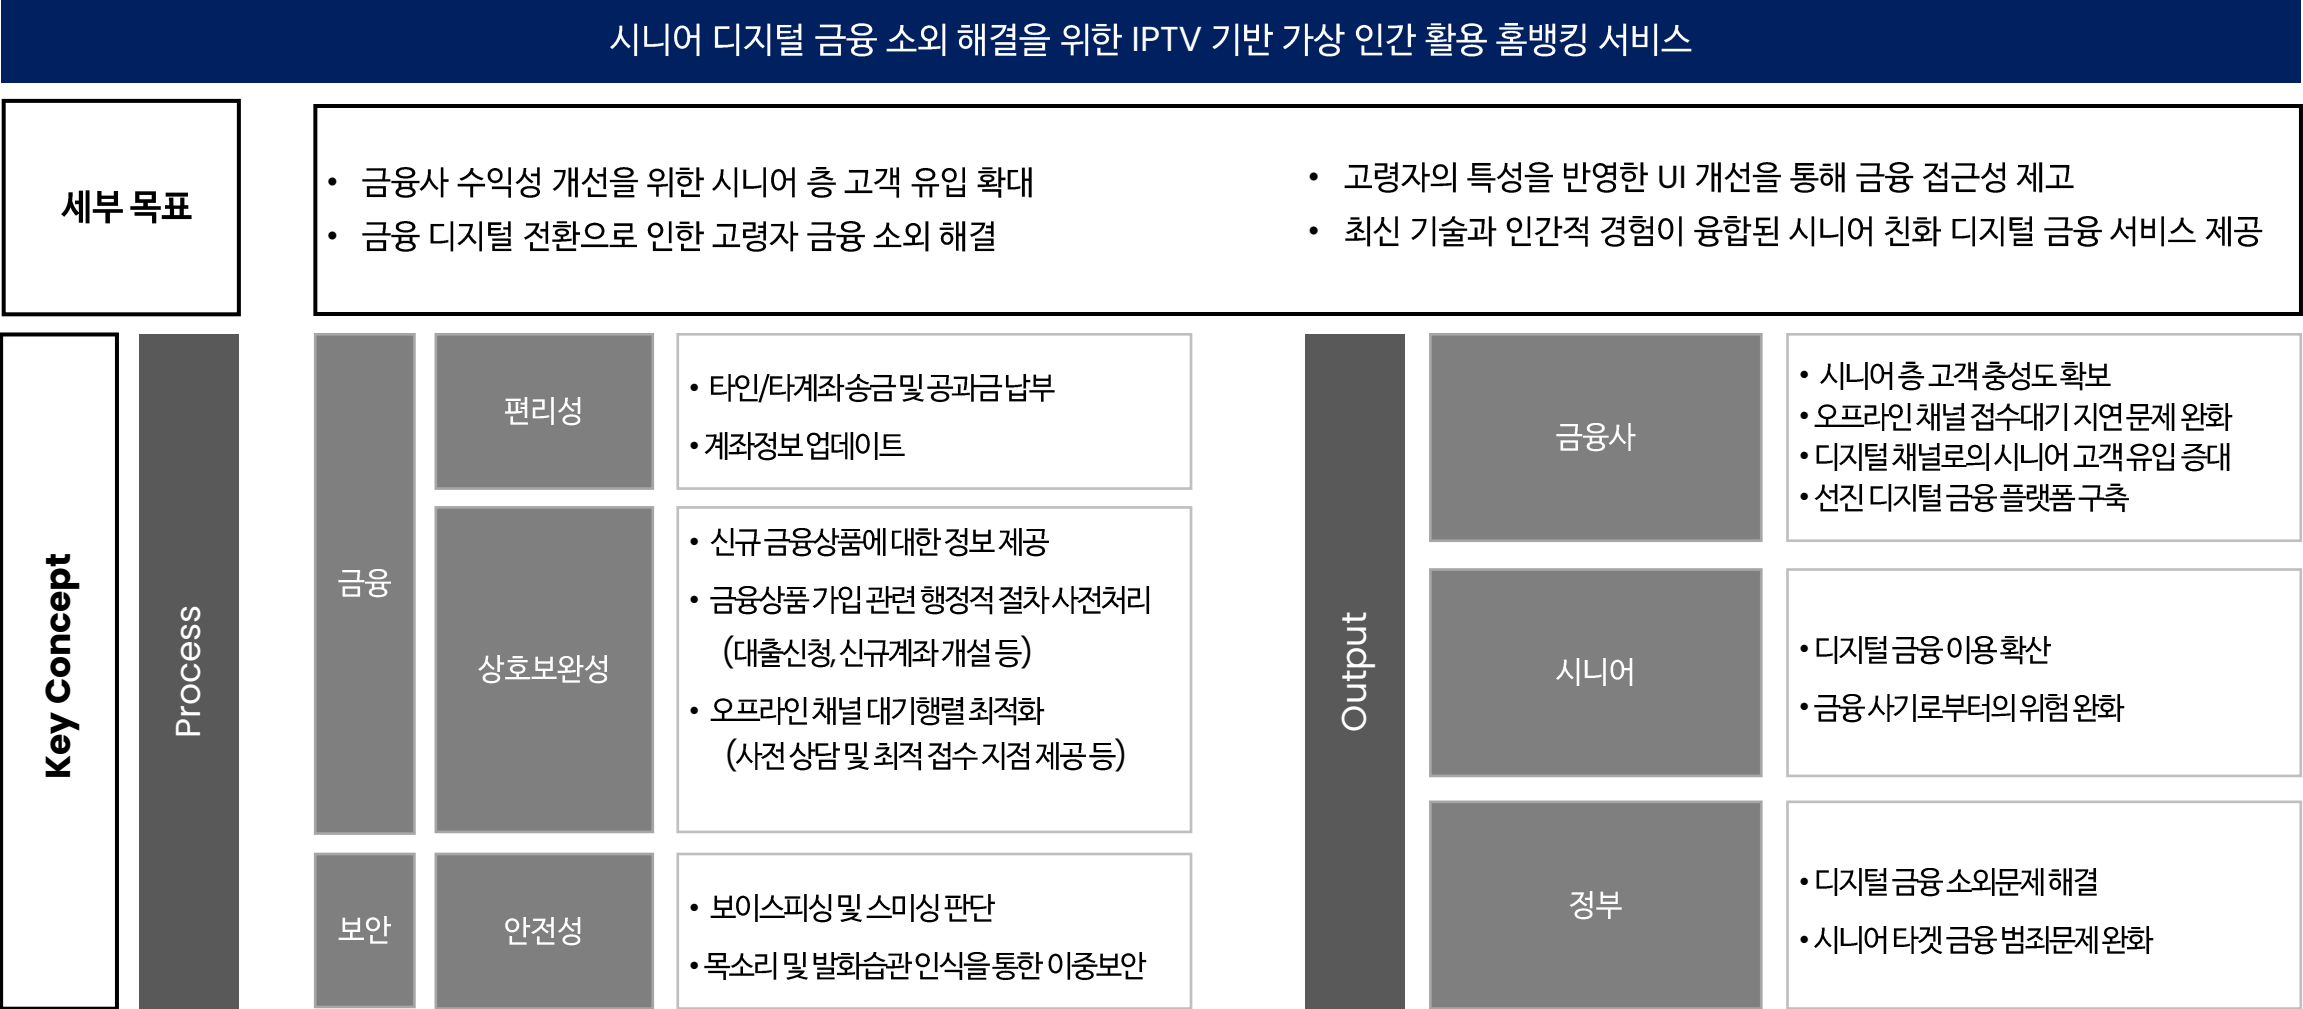 시니어 디지털 금융 소외 해결을 위한 IPTV 기반 가상 인간 활용 홈뱅킹 서비스
세부 목표
• 금융사 수익성 개선을 위한 시니어 층 고객 유입 확대
• 금융 디지털 전환으로 인한 고령자 금융 소외 해결
• 고령자의 특성을 반영한 UI 개선을 통해 금융 접근성 제고
• 최신 기술과 인간적 경험이 융합된 시니어 친화 디지털 금융 서비스 제공
Key Concept
Process
금융
편리성
• 타인/타계좌 송금 및 공과금 납부
• 계좌정보 업데이트
상호보완성
• 신규 금융상품에 대한 정보 제공
• 금융상품 가입 관련 행정적 절차 사전처리
(대출신청, 신규계좌 개설 등)
• 오프라인 채널 대기행렬 최적화
(사전 상담 및 최적 접수 지점 제공 등)
보안
안전성
• 보이스피싱 및 스미싱 판단
• 목소리 및 발화습관 인식을 통한 이중보안
Output
금융사
• 시니어 층 고객 충성도 확보
• 오프라인 채널 접수대기 지연 문제 완화
• 디지털 채널로의 시니어 고객 유입 증대
• 선진 디지털 금융 플랫폼 구축
시니어
• 디지털 금융 이용 확산
• 금융 사기로부터의 위험 완화
정부
• 디지털 금융 소외문제 해결
• 시니어 타겟 금융 범죄문제 완화